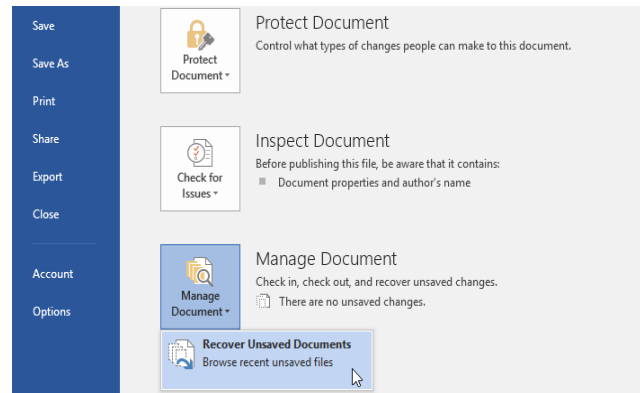 Save
Save As
Print
Share
Export
Close
Account
Options
Protect
Document
Protect Document
Control what types of changes people can make to this document.
Check for
Issues
Inspect Document
Before publishing this file, be aware that it contains:
Document properties and author's name
Manage
Document
Manage Document
Check in, check out, and recover unsaved changes.
There are no unsaved changes.
Recover Unsaved Documents
Browse recent unsaved files